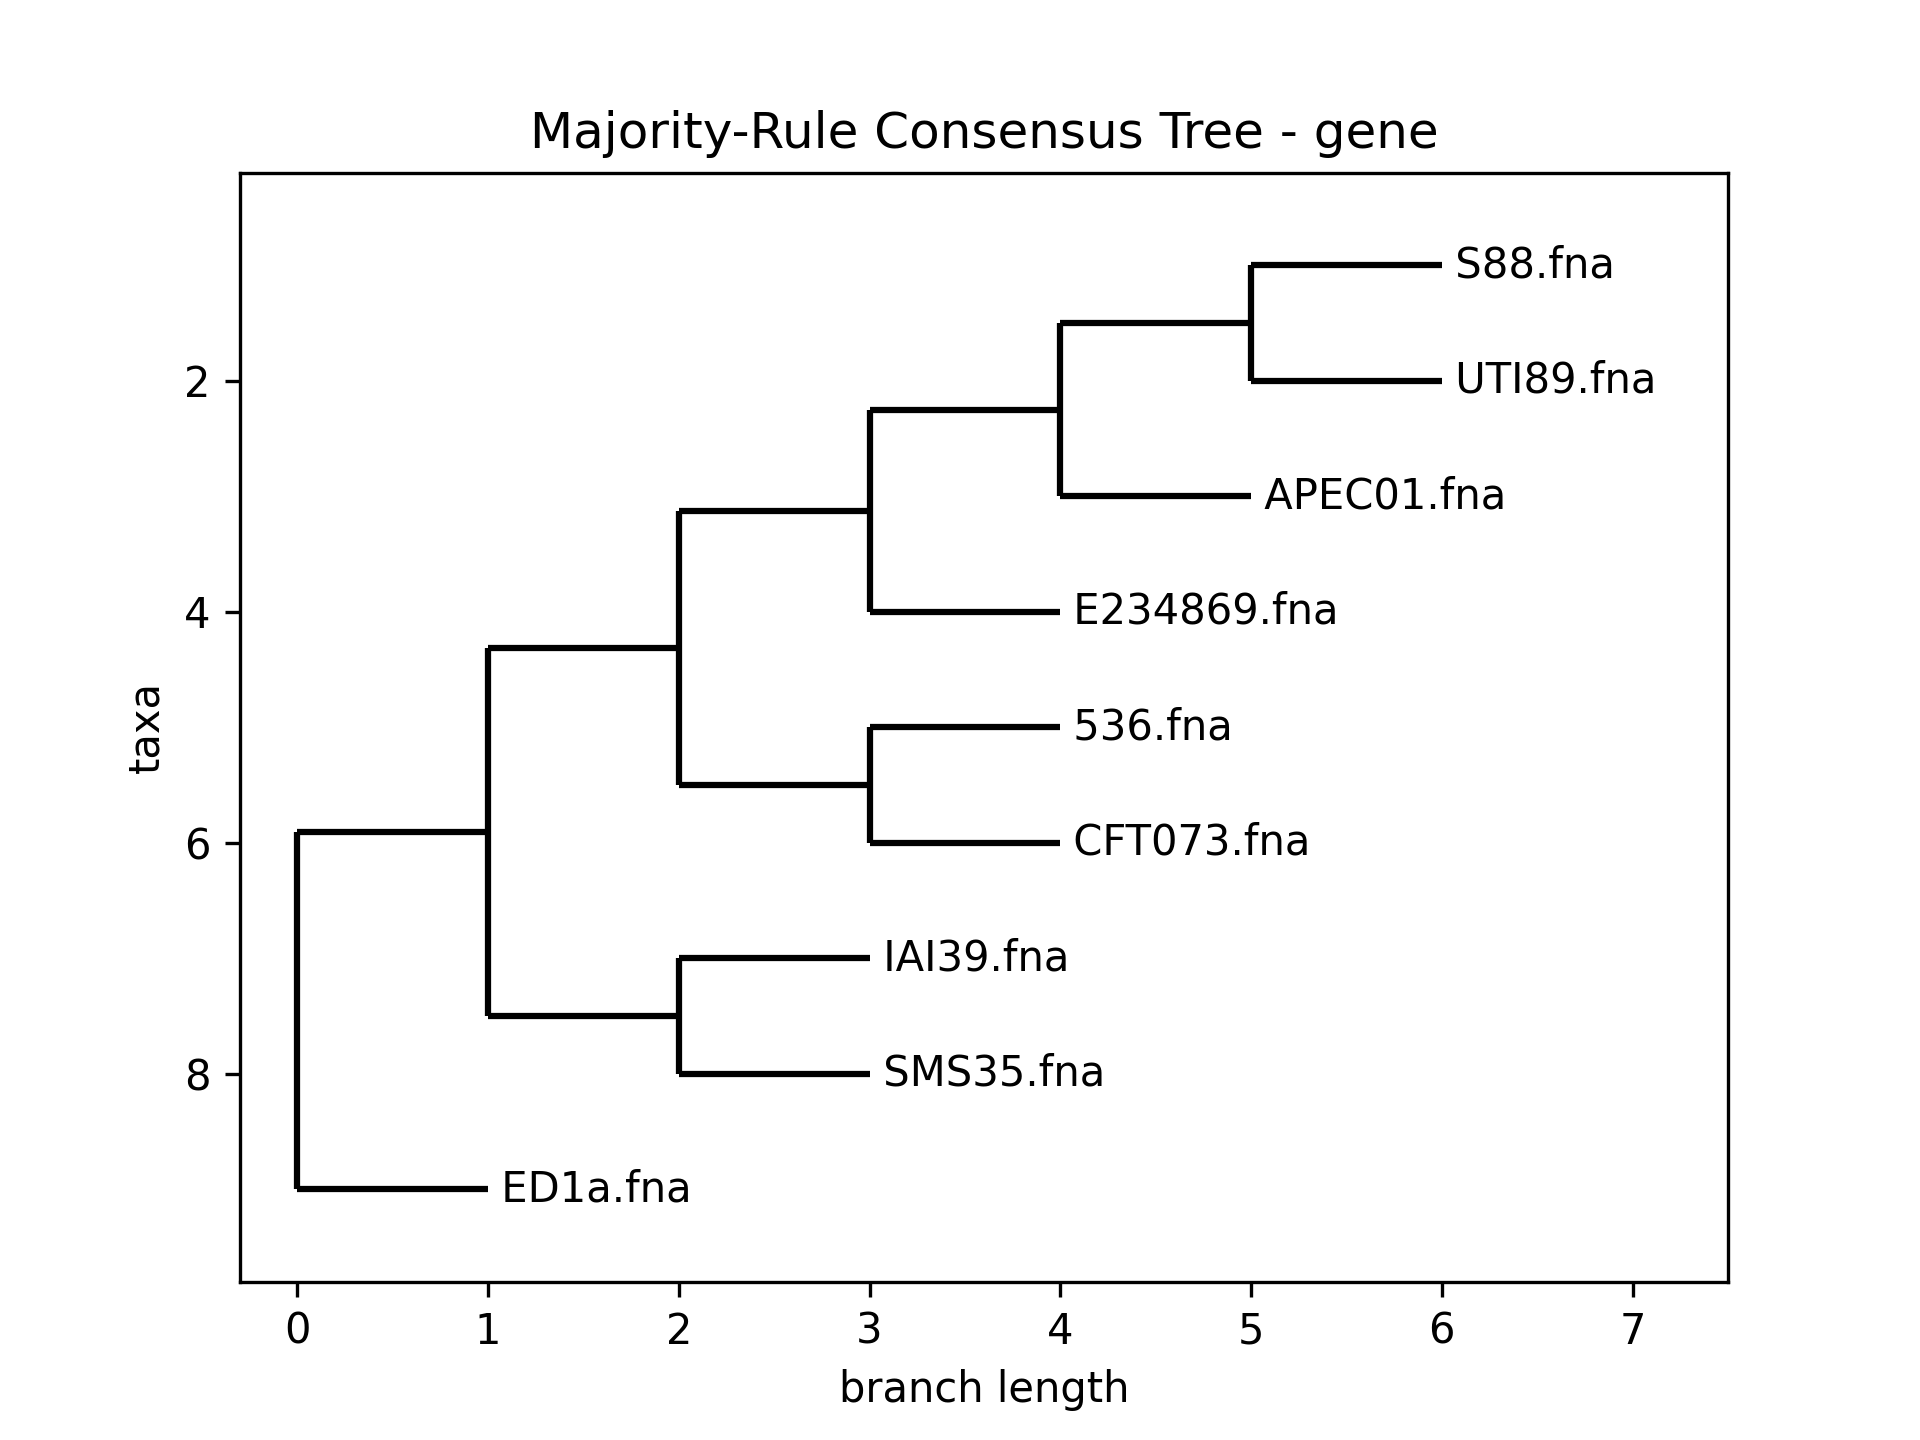 Majority-Rule Consensus Tree - gene
S88.fna
2
UTI89.fna
APEC01.fna
4
E234869.fna
taxa
536.fna
6
CFT073.fna
IAI39.fna
8
SMS35.fna
ED1a.fna
0 1 2 3 4 5 6 7
branch length